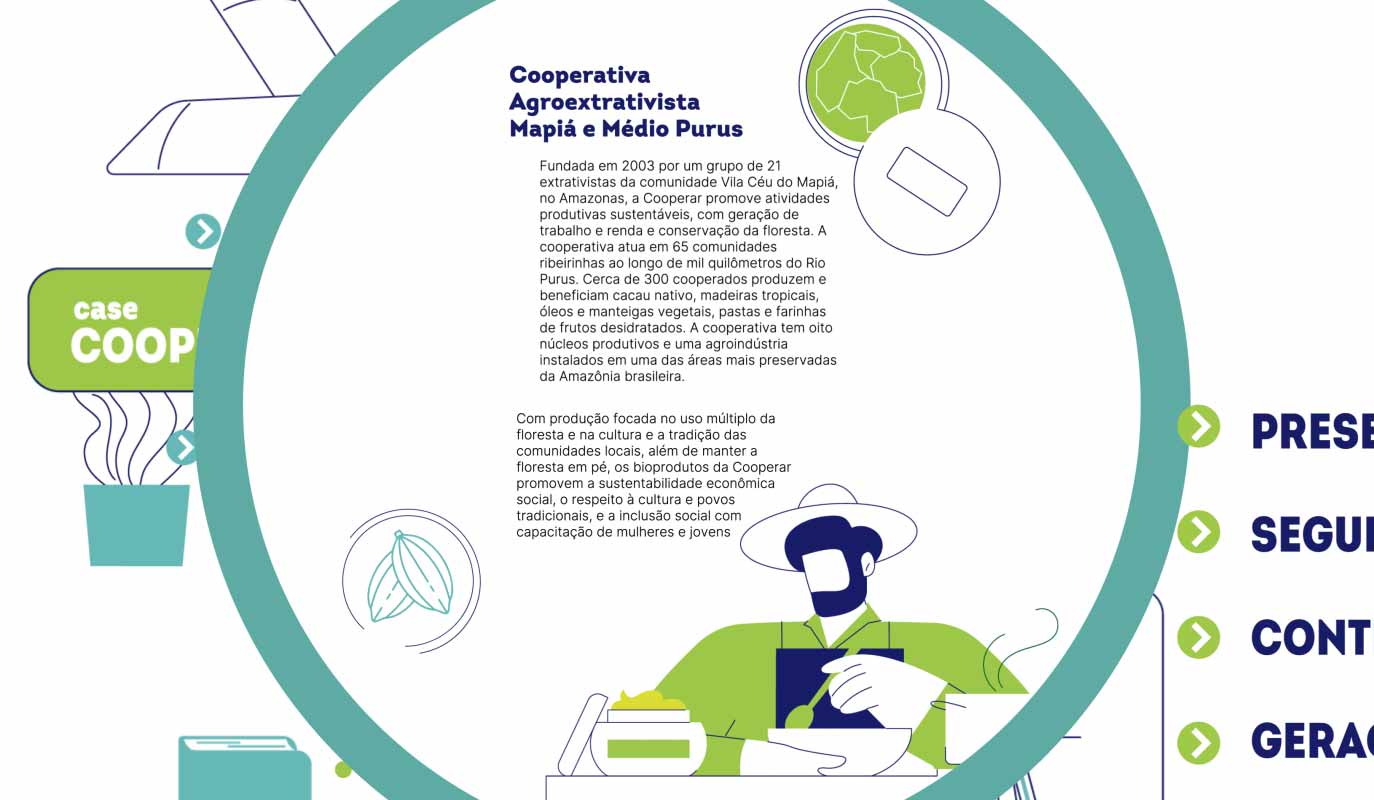 Cooperativa
Agroextrativista
Mapiá e Médio Purus
Fundada em 2003 por um grupo de 21
extrativistas da comunidade Vila Céu do Mapiá,
no Amazonas, a Cooperar promove atividades
produtivas sustentáveis, com geração de
trabalho e renda e conservação da floresta. A
cooperativa atua em 65 comunidades
ribeirinhas ao longo de mil quilômetros do Rio
Purus. Cerca de 300 cooperados produzem e
beneficiam cacau nativo, madeiras tropicais,
óleos e manteigas vegetais, pastas e farinhas
de frutos desidratados. A cooperativa tem oito
núcleos produtivos e uma agroindústria
instalados em uma das áreas mais preservadas
da Amazônia brasileira.
Com produção focada no uso múltiplo da
floresta e na cultura e a tradição das
comunidades locais, além de manter a
floresta em pé, os bioprodutos da Cooperar
promovem a sustentabilidade econômica
social, o respeito à cultura e povos
tradicionais, e a inclusão social com
capacitação de mulheres e jovens
case
COOP
PRESE
SEGU
CONT
GERA